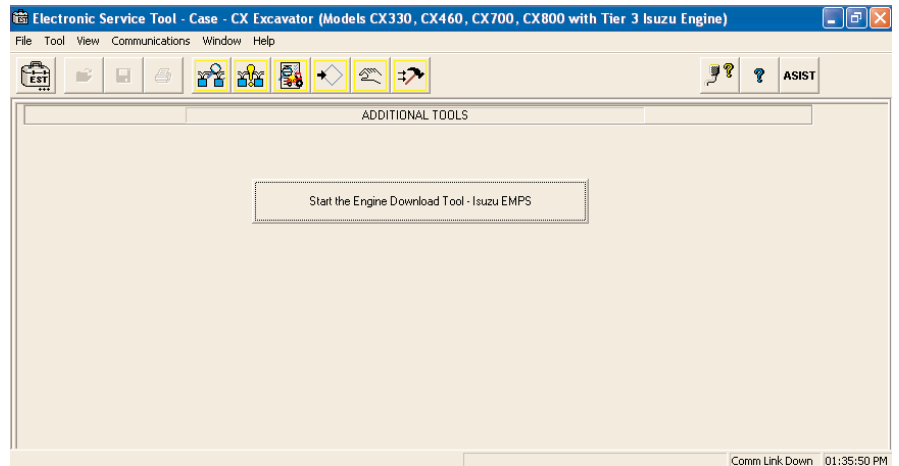 Electronic Service Tool - Case - CX Excavator (Models CX330, CX460, CX700, CX800 with Tier 3 Isuzu Engine)
File Tool View Communications Window Help
EST
ASIST
ADDITIONAL TOOLS
Start the Engine Download Tool - Isuzu EMPS
Comm Link Down 01:35:50 PM